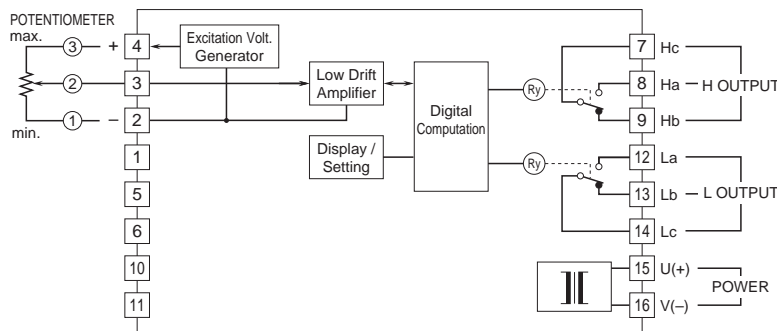 POTENTIOMETER
max.
3
+
4
Excitation Volt.
Generator
2
3
Low Drift
Amplifier
min.
1
−
2
Digital
Computation
Display /
Setting
1
5
6
10
11
Ry
Ry
7 Hc
8 Ha
9 Hb
H OUTPUT
12 La
13 Lb
14 Lc
L OUTPUT
15 U(+)
16 V(−)
POWER